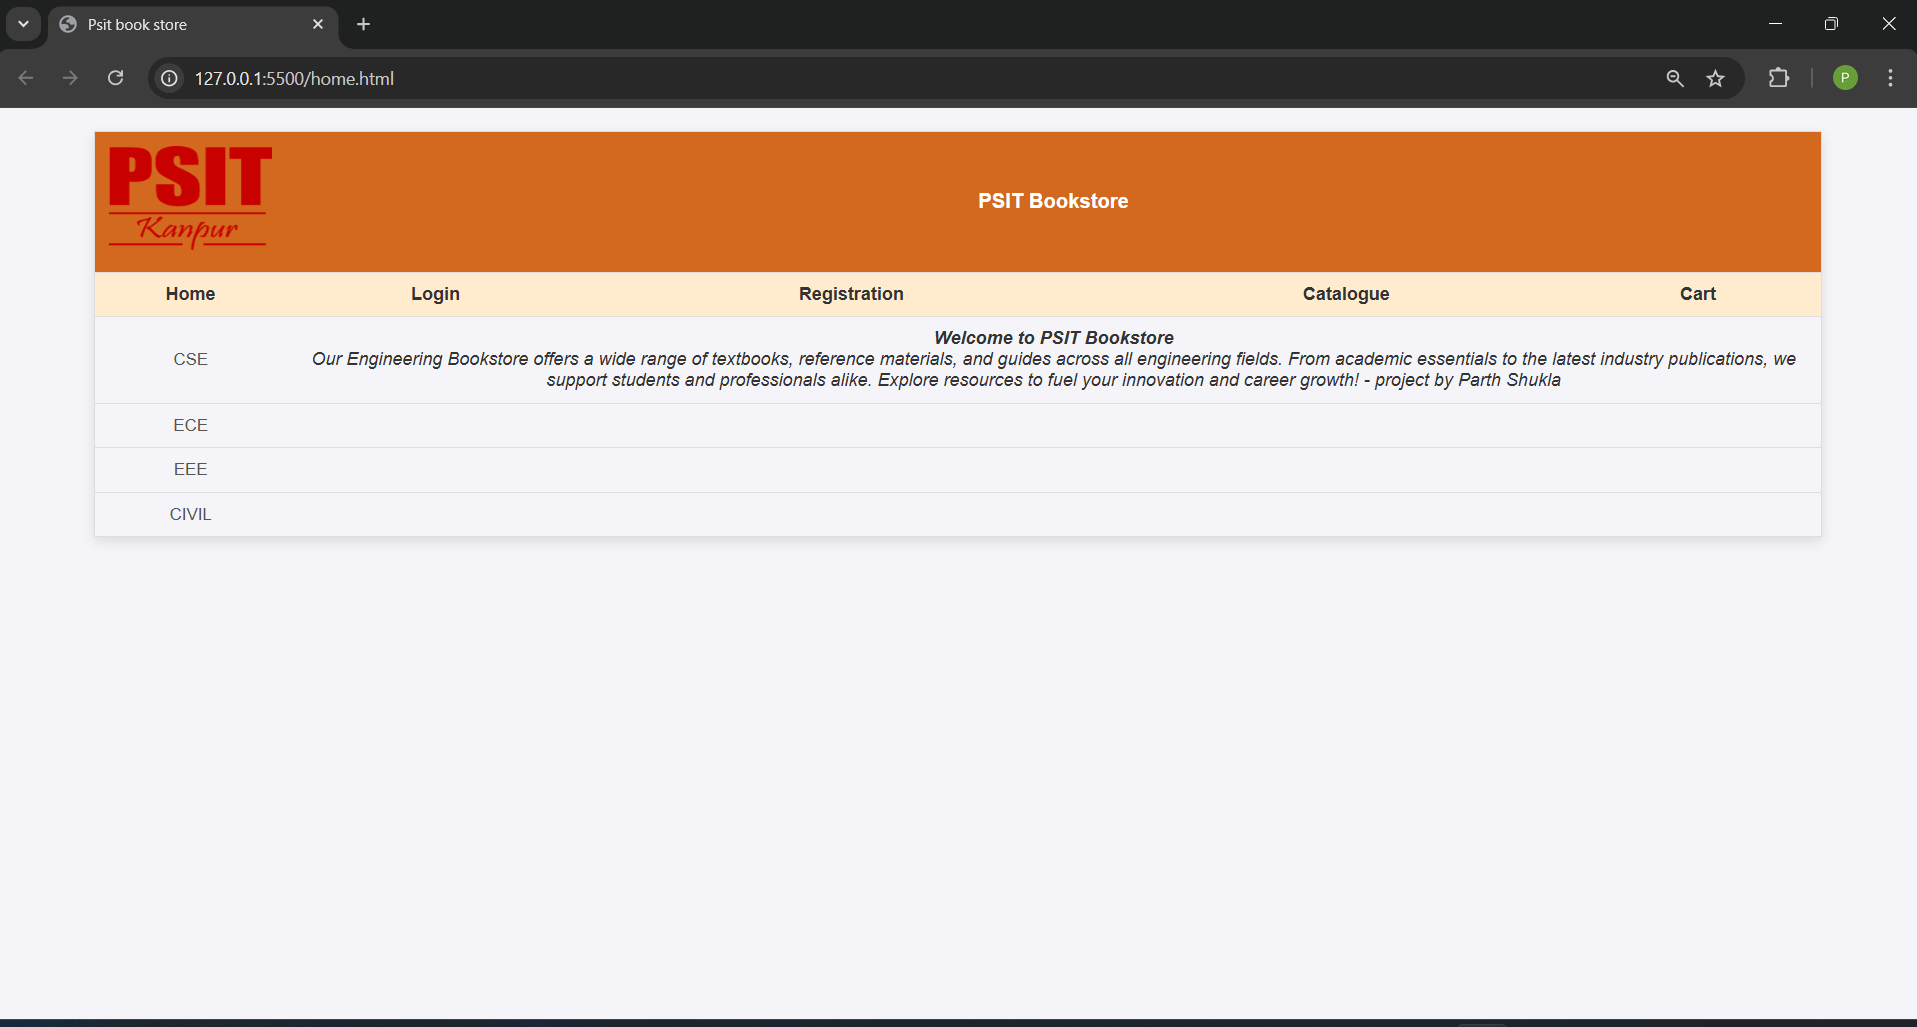 Psit book store
127.0.0.1:5500/home.html
P
PSIT
Kanpur
PSIT Bookstore
Home Login Registration Catalogue Cart
CSE
Welcome to PSIT Bookstore
Our Engineering Bookstore offers a wide range of textbooks, reference materials, and guides across all engineering fields. From academic essentials to the latest industry publications, we
support students and professionals alike. Explore resources to fuel your innovation and career growth! - project by Parth Shukla
ECE
EEE
CIVIL